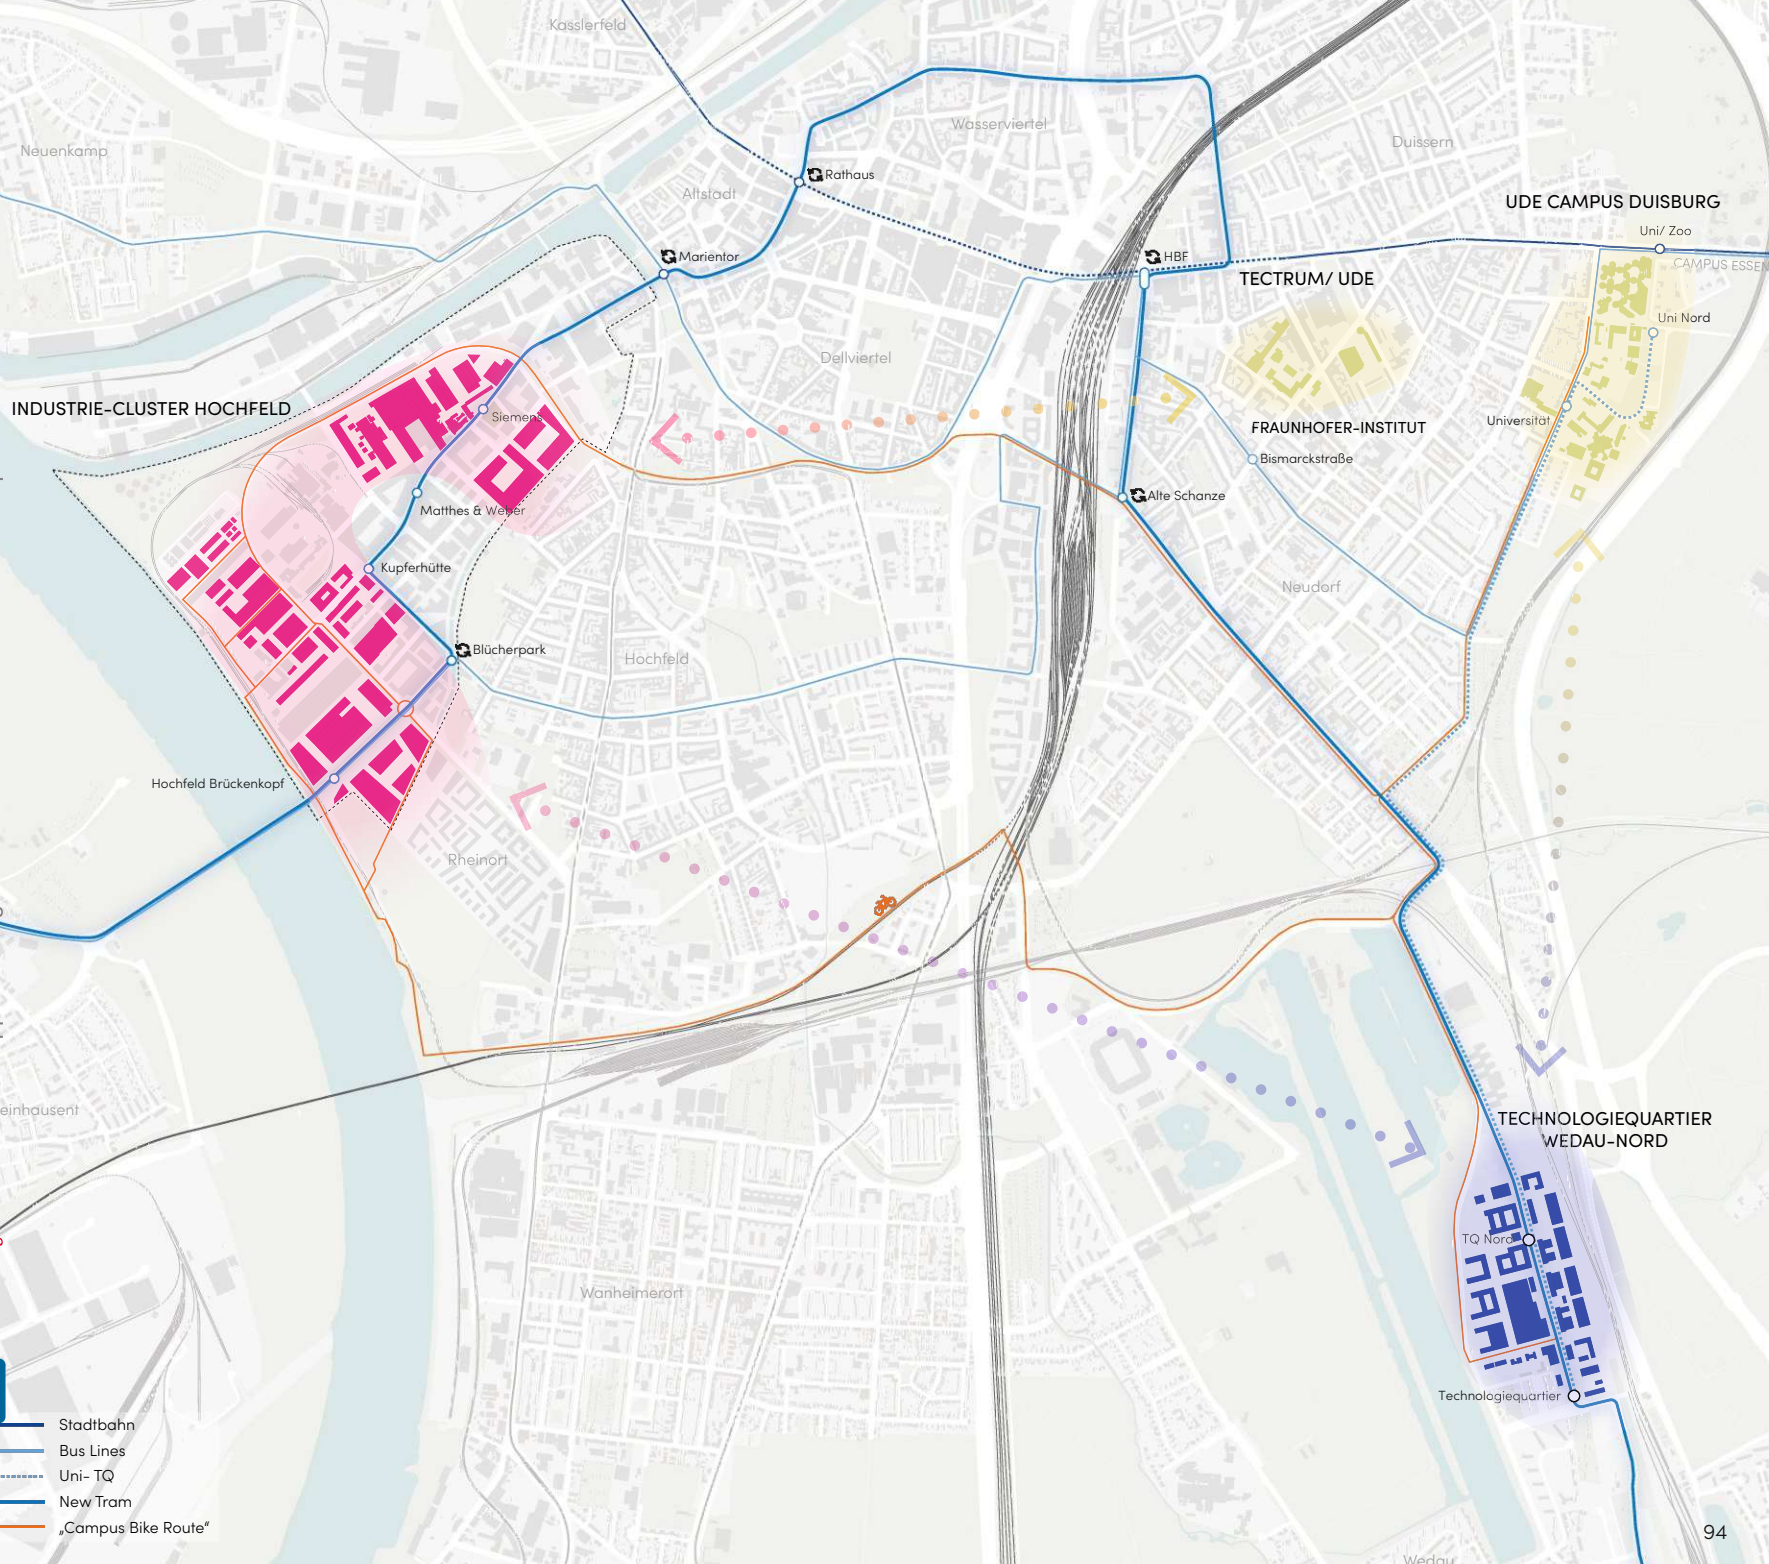 Kasslerfeld
Neuenkamp
Wasserviertel
Duissern
Rathaus
Altstadt
UDE CAMPUS DUISBURG
Uni/ Zoo
Marientor
HBF
CAMPUS ESSEN
TECTRUM/ UDE
Uni Nord
Dellviertel
INDUSTRIE-CLUSTER HOCHFELD
Siemens
Universität
FRAUNHOFER-INSTITUT
Bismarckstraße
Alte Schanze
Matthes & Weber
Kupferhütte
Neudorf
Blücherpark
Hochfeld
Hochfeld Brückenkopf
Rheinort
einhausent
TECHNOLOGIEQUARTIER
WEDAU-NORD
TQ Nord
Wanheimerort
Technologiequartier
Stadtbahn
Bus Lines
Uni- TQ
New Tram
„Campus Bike Route“
94
Wedau